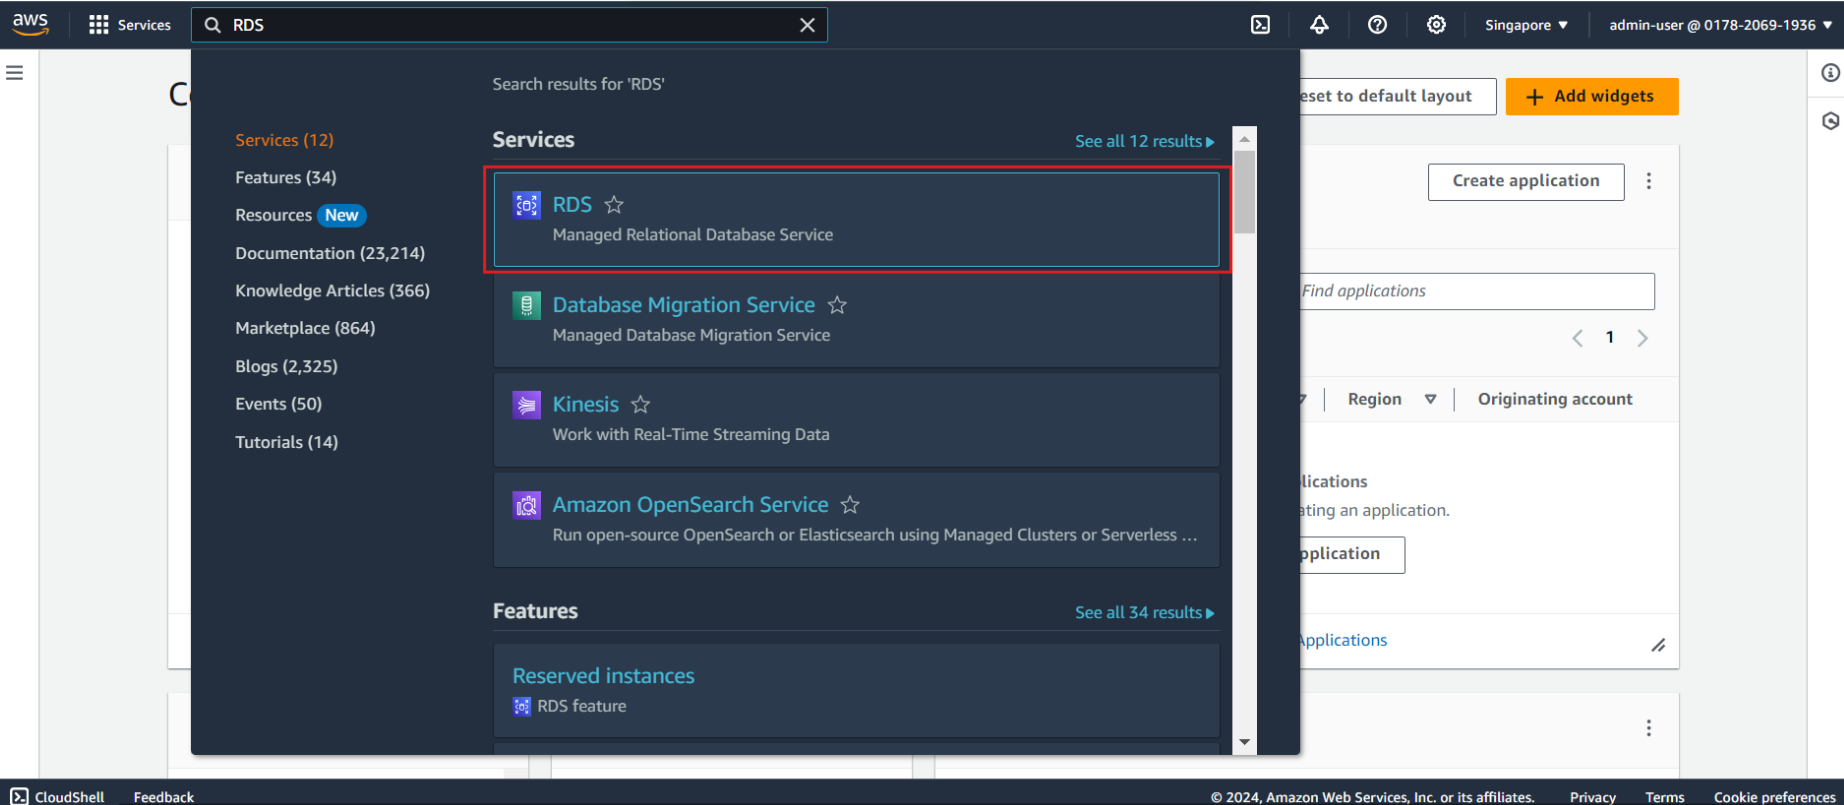 aws Services RDS Singapore admin-user @ 0178-2069-1936
Search results for 'RDS'
eset to default layout Add widgets
Services (12)
Features (34)
Resources New
Documentation (23,214)
Knowledge Articles (366)
Marketplace (864)
Blogs (2,325)
Events (50)
Tutorials (14)
Services See all 12 results
RDS
Managed Relational Database Service
Database Migration Service
Managed Database Migration Service
Kinesis
Work with Real-Time Streaming Data
Amazon OpenSearch Service
Run open-source OpenSearch or Elasticsearch using Managed Clusters or Serverless ...
Features See all 34 results
Reserved instances
RDS feature
Create application
Find applications
1
Region Originating account
lications
ating an application.
pplication
Applications
CloudShell Feedback © 2024, Amazon Web Services, Inc. or its affiliates. Privacy Terms Cookie preferences